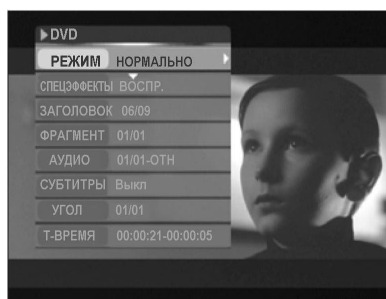 ▶DVD
РЕЖИМ НОРМАЛЬНО
СПЕЦЭФФЕКТЫ ВОСПР.
ЗАГОЛОВОК 06/09
ФРАГМЕНТ 01/01
АУДИО 01/01-ОТН
СУБТИТРЫ Выкл
УГОЛ 01/01
Т-ВРЕМЯ 00:00:21-00:00:05